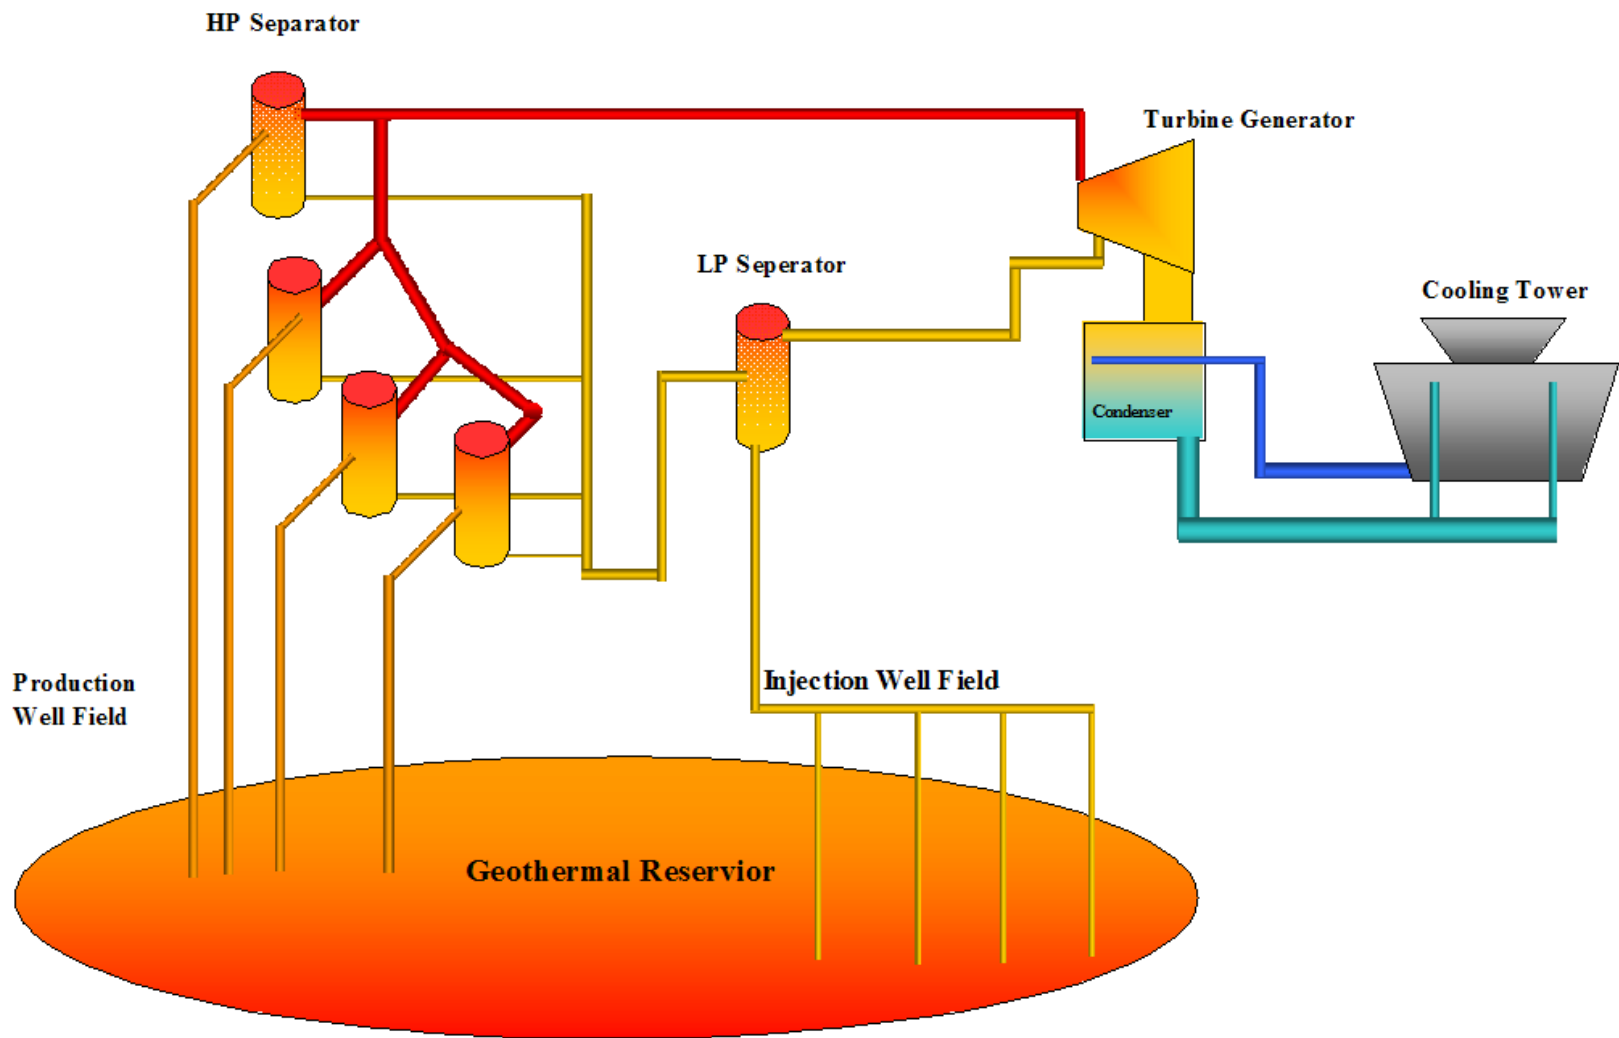 HP Separator
Turbine Generator
LP Seperator
Cooling Tower
Condenser
Production
Well Field
Injection Well Field
Geothermal Reservior